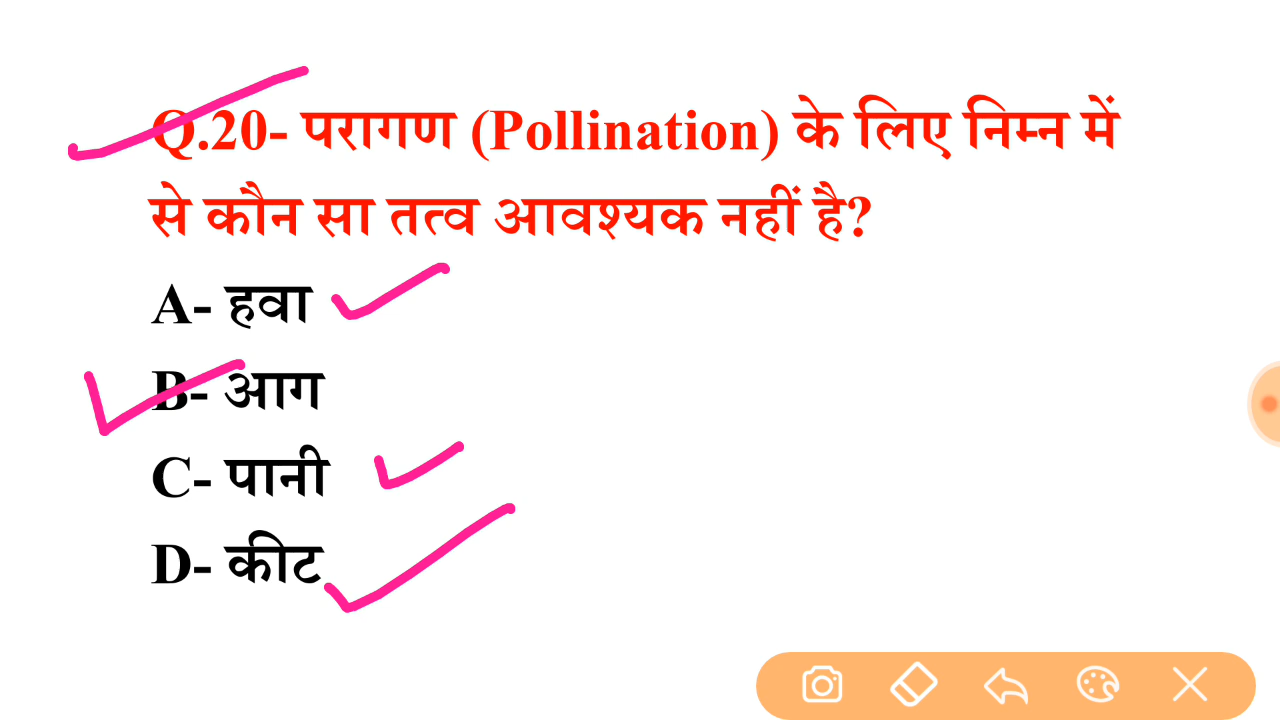 Q.20- परागण (Pollination) के लिए निम्न में
से कौन सा तत्व आवश्यक नहीं है?
A- हवा
B- आग
C- पानी
D- कीट